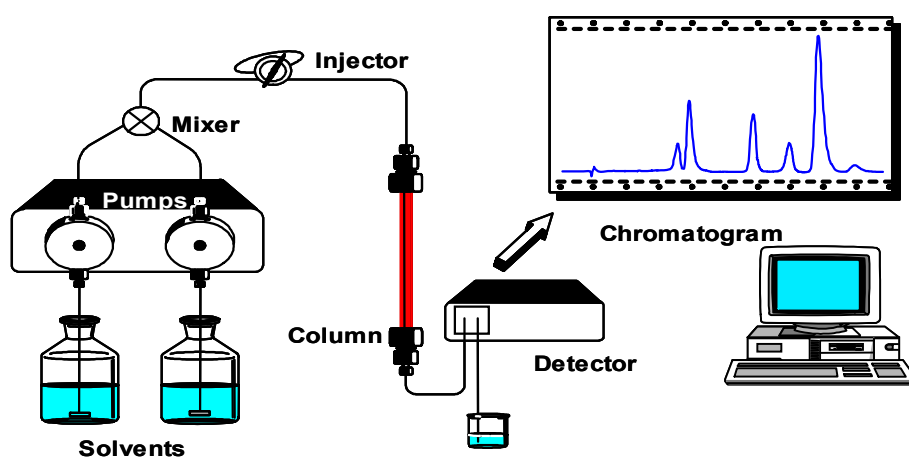 Injector
Mixer
Pumps
Chromatogram
Column
Detector
Solvents